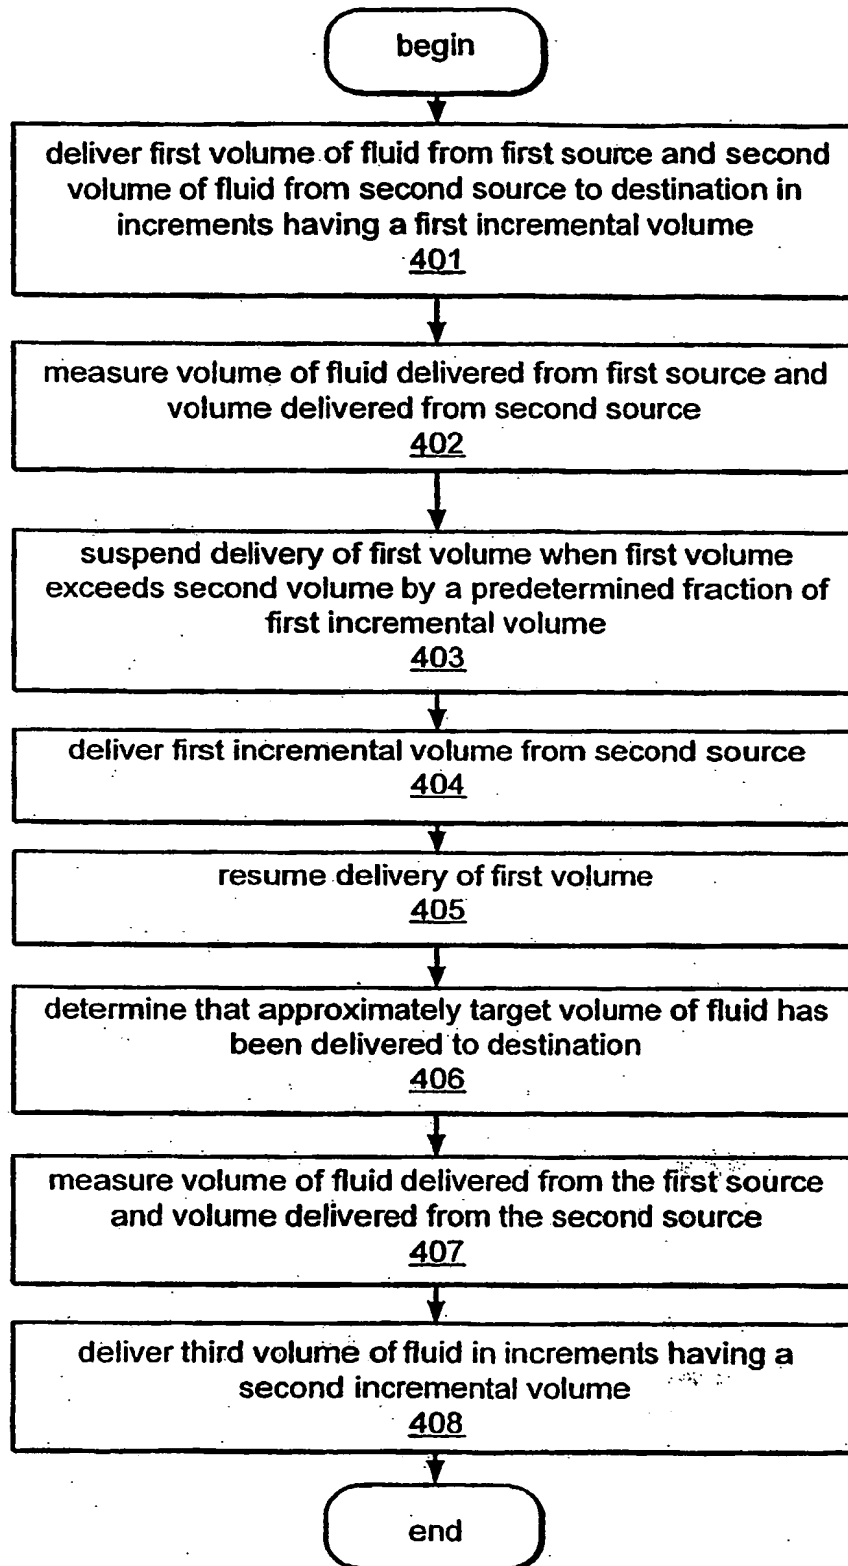 begin
deliver first volume of fluid from first source and second
volume of fluid from second source to destination in
increments having a first incremental volume
401
measure volume of fluid delivered from first source and
volume delivered from second source
402
suspend delivery of first volume when first volume
exceeds second volume by a predetermined fraction of
first incremental volume
403
deliver first incremental volume from second source
404
resume delivery of first volume
405
determine that approximately target volume of fluid has
been delivered to destination
406
measure volume of fluid delivered from the first source
and volume delivered from the second source
407
deliver third volume of fluid in increments having a
second incremental volume
408
end